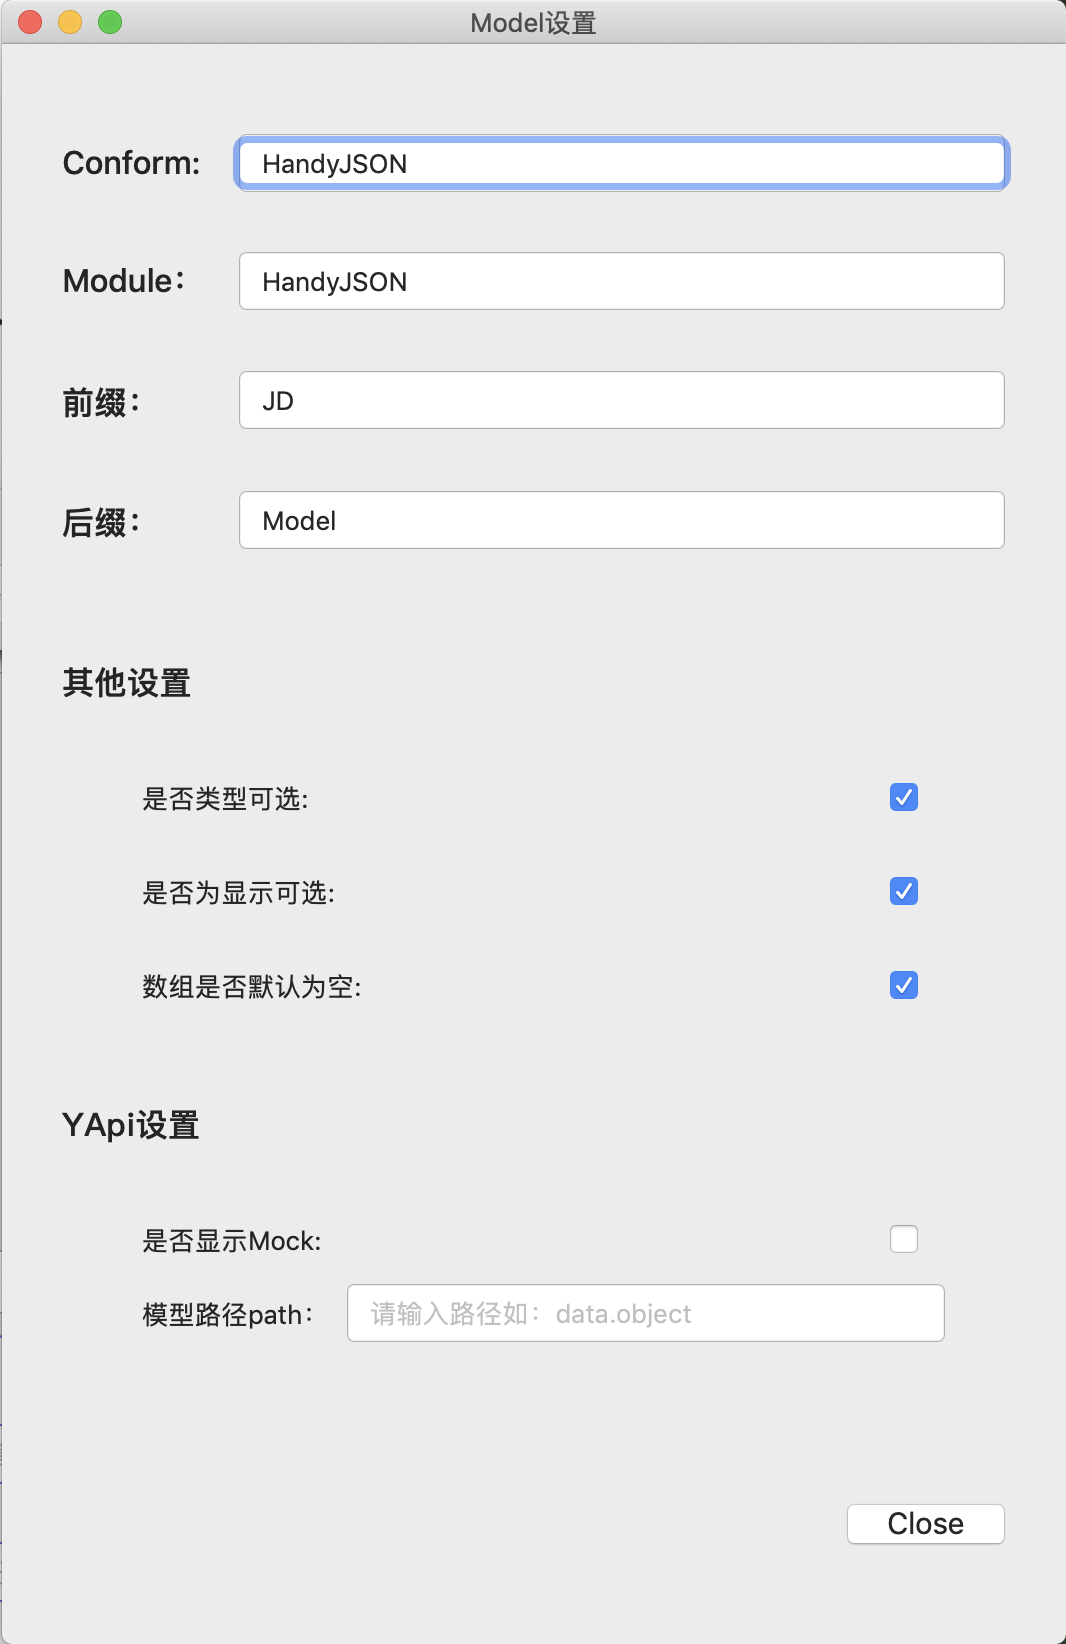 Model设置
Conform: HandyJSON
Module： HandyJSON
前缀： JD
后缀： Model
其他设置
是否类型可选:
是否为显示可选:
数组是否默认为空:
YApi设置
是否显示Mock:
模型路径path： 请输入路径如：data.object
Close